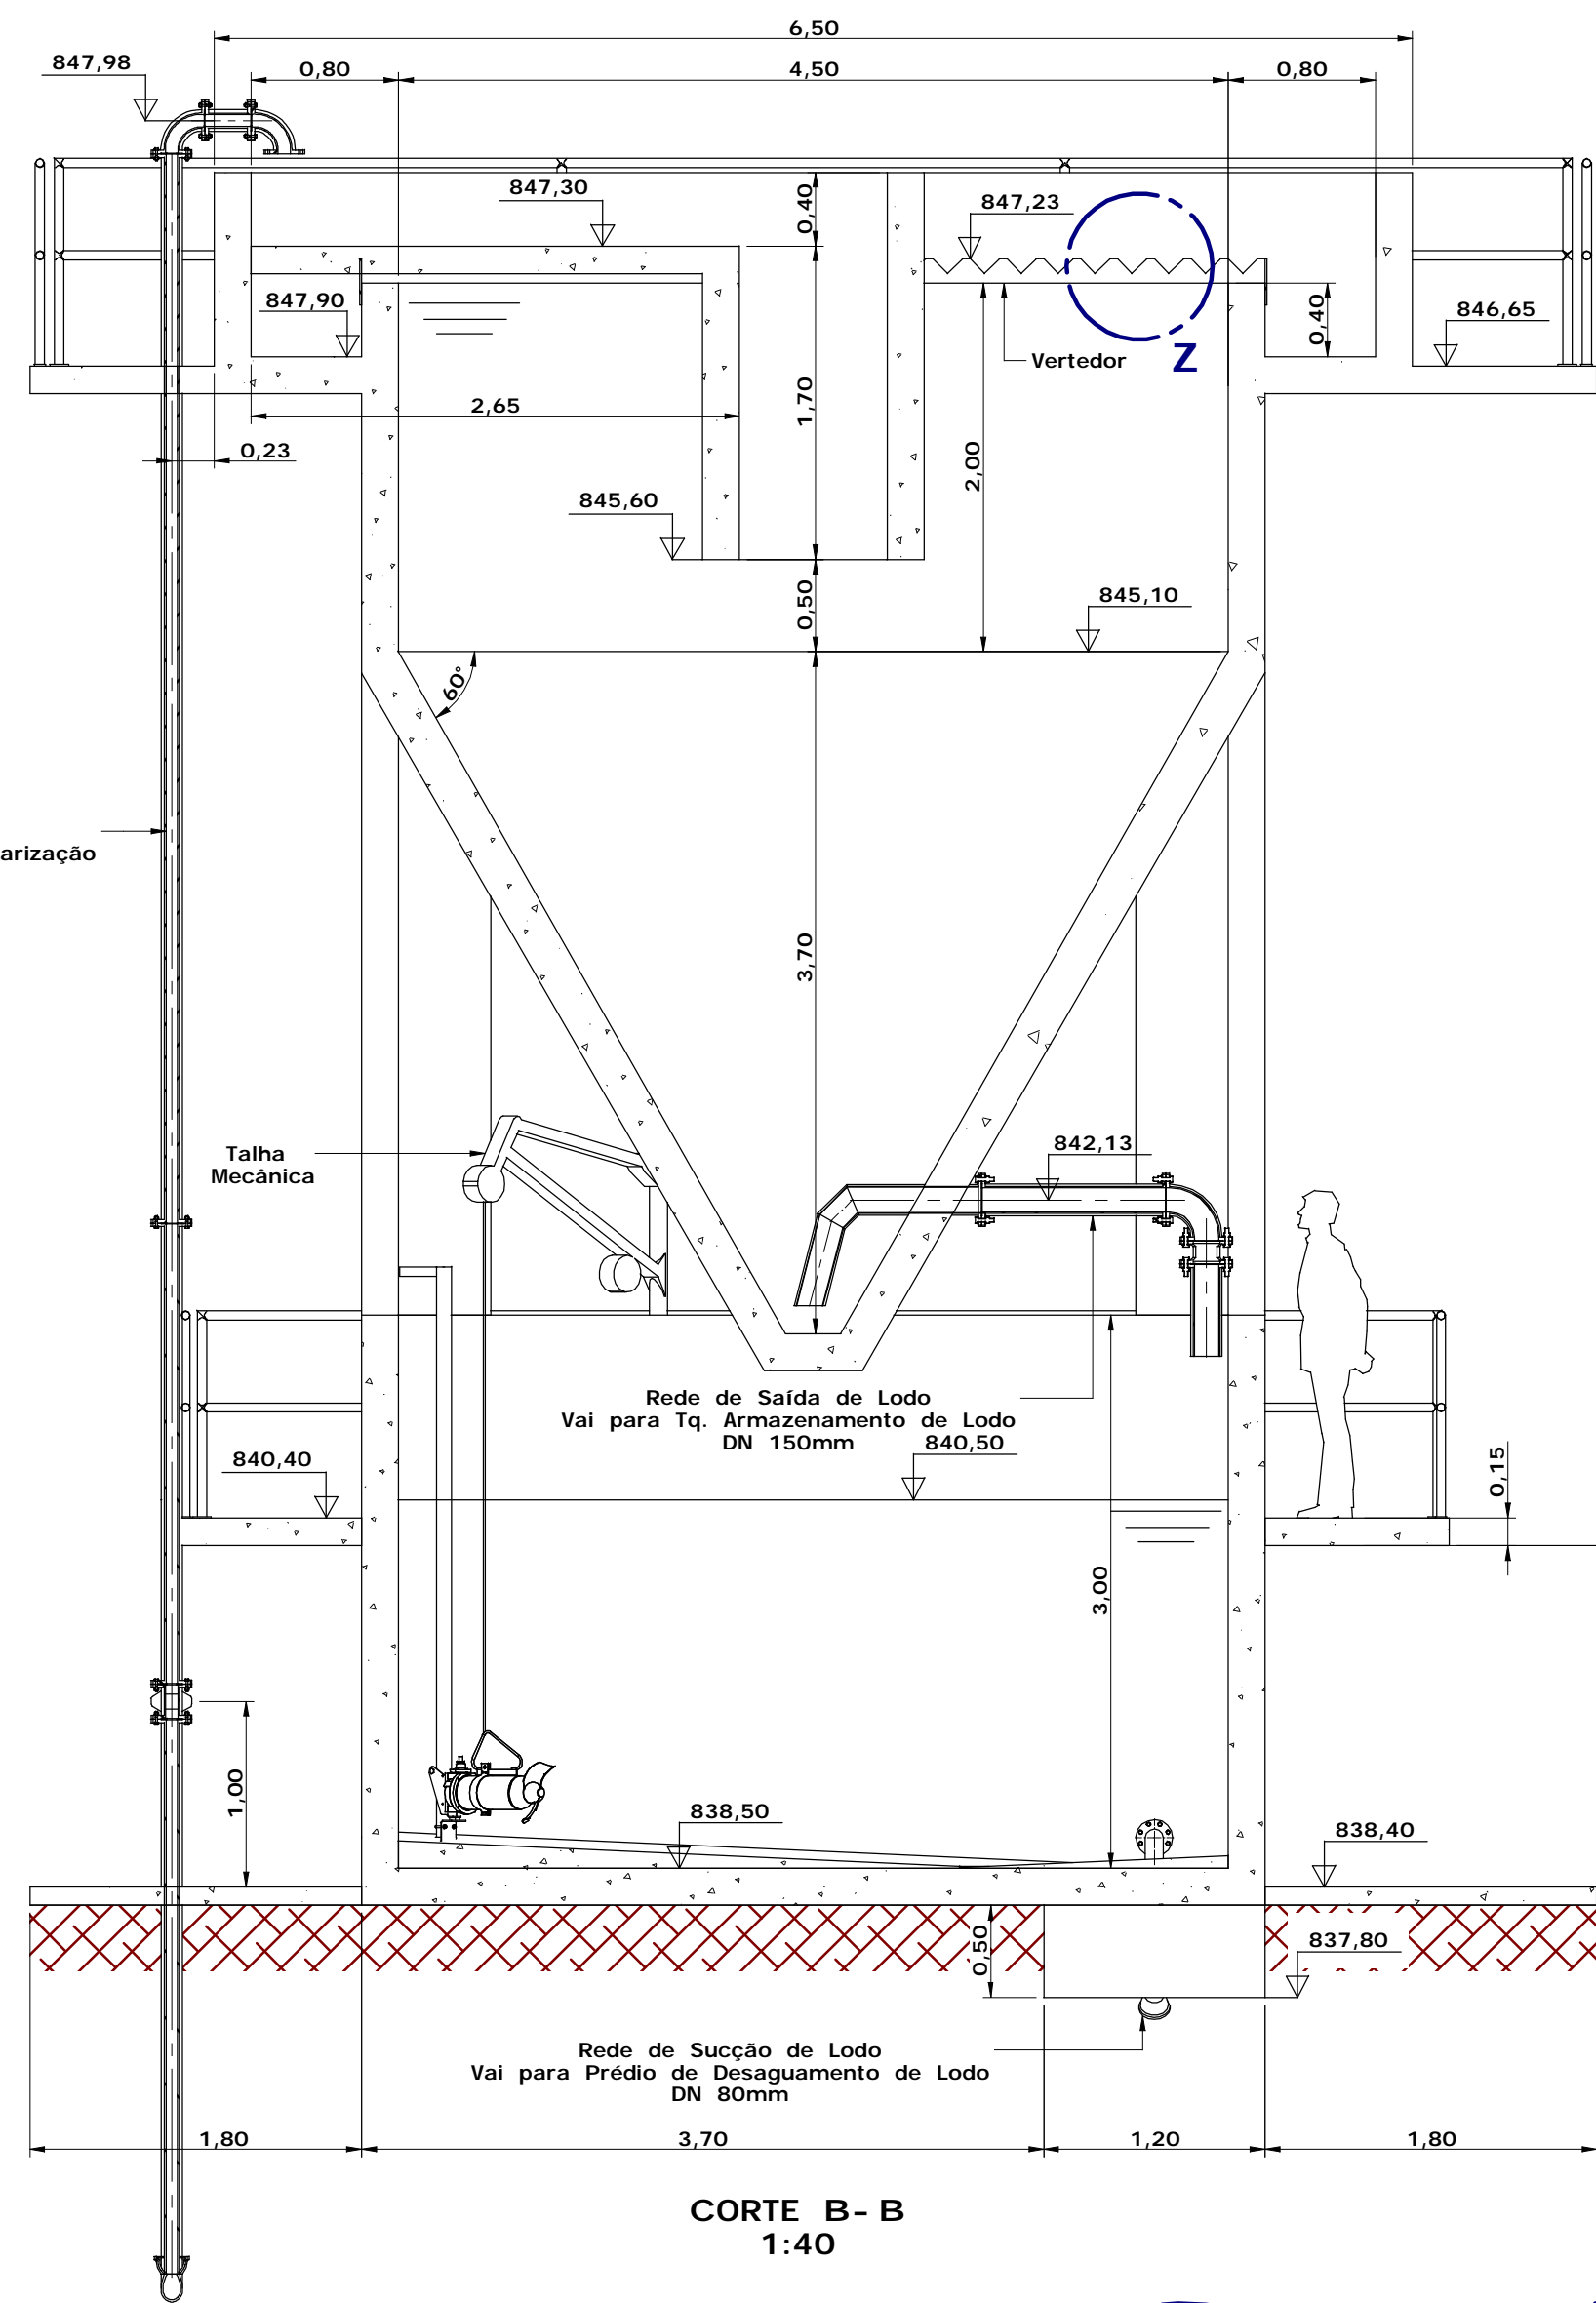 6,50
847,98
0,80
4,50
0,80
847,30
0,40
847,23
847,90
0,40
846,65
Vertedor
Z
2,65
1,70
0,23
2,00
845,60
0,50
845,10
60°
arização
3,70
Talha
Mecânica
842,13
Rede de Saída de Lodo
Vai para Tq. Armazenamento de Lodo
DN 150mm
840,50
840,40
0,15
3,00
1,00
838,50
838,40
0,50
837,80
Rede de Sucção de Lodo
Vai para Prédio de Desaguamento de Lodo
DN 80mm
1,80
3,70
1,20
1,80
CORTE B-B
1:40